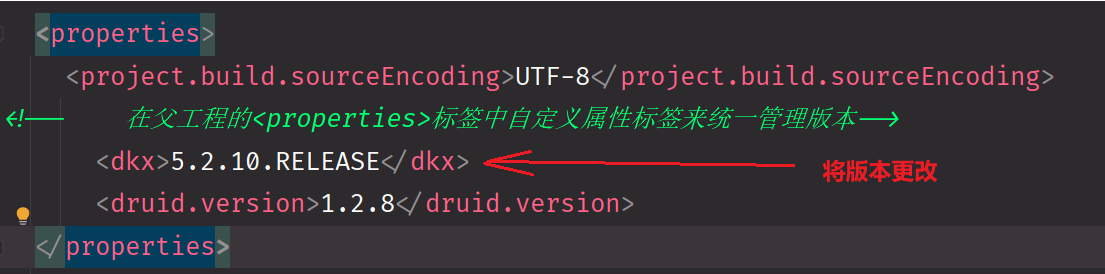 <properties>
<project.build.sourceEncoding>UTF-8</project.build.sourceEncoding>
<!-- 在父工程的<properties>标签中自定义属性标签来统一管理版本-->
<dkx>5.2.10.RELEASE</dkx> 将版本更改
<druid.version>1.2.8</druid.version>
</properties>